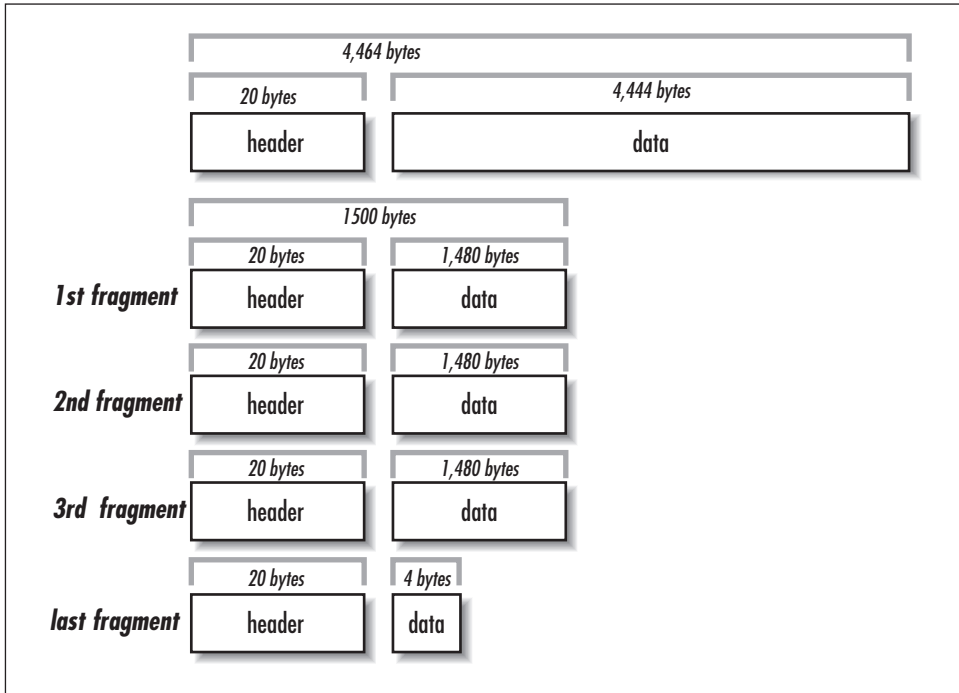 4,464 bytes
20 bytes 4,444 bytes
header data
1500 bytes
20 bytes 1,480 bytes
1st fragment header data
20 bytes 1,480 bytes
2nd fragment header data
20 bytes 1,480 bytes
3rd fragment header data
20 bytes 4 bytes
last fragment header data